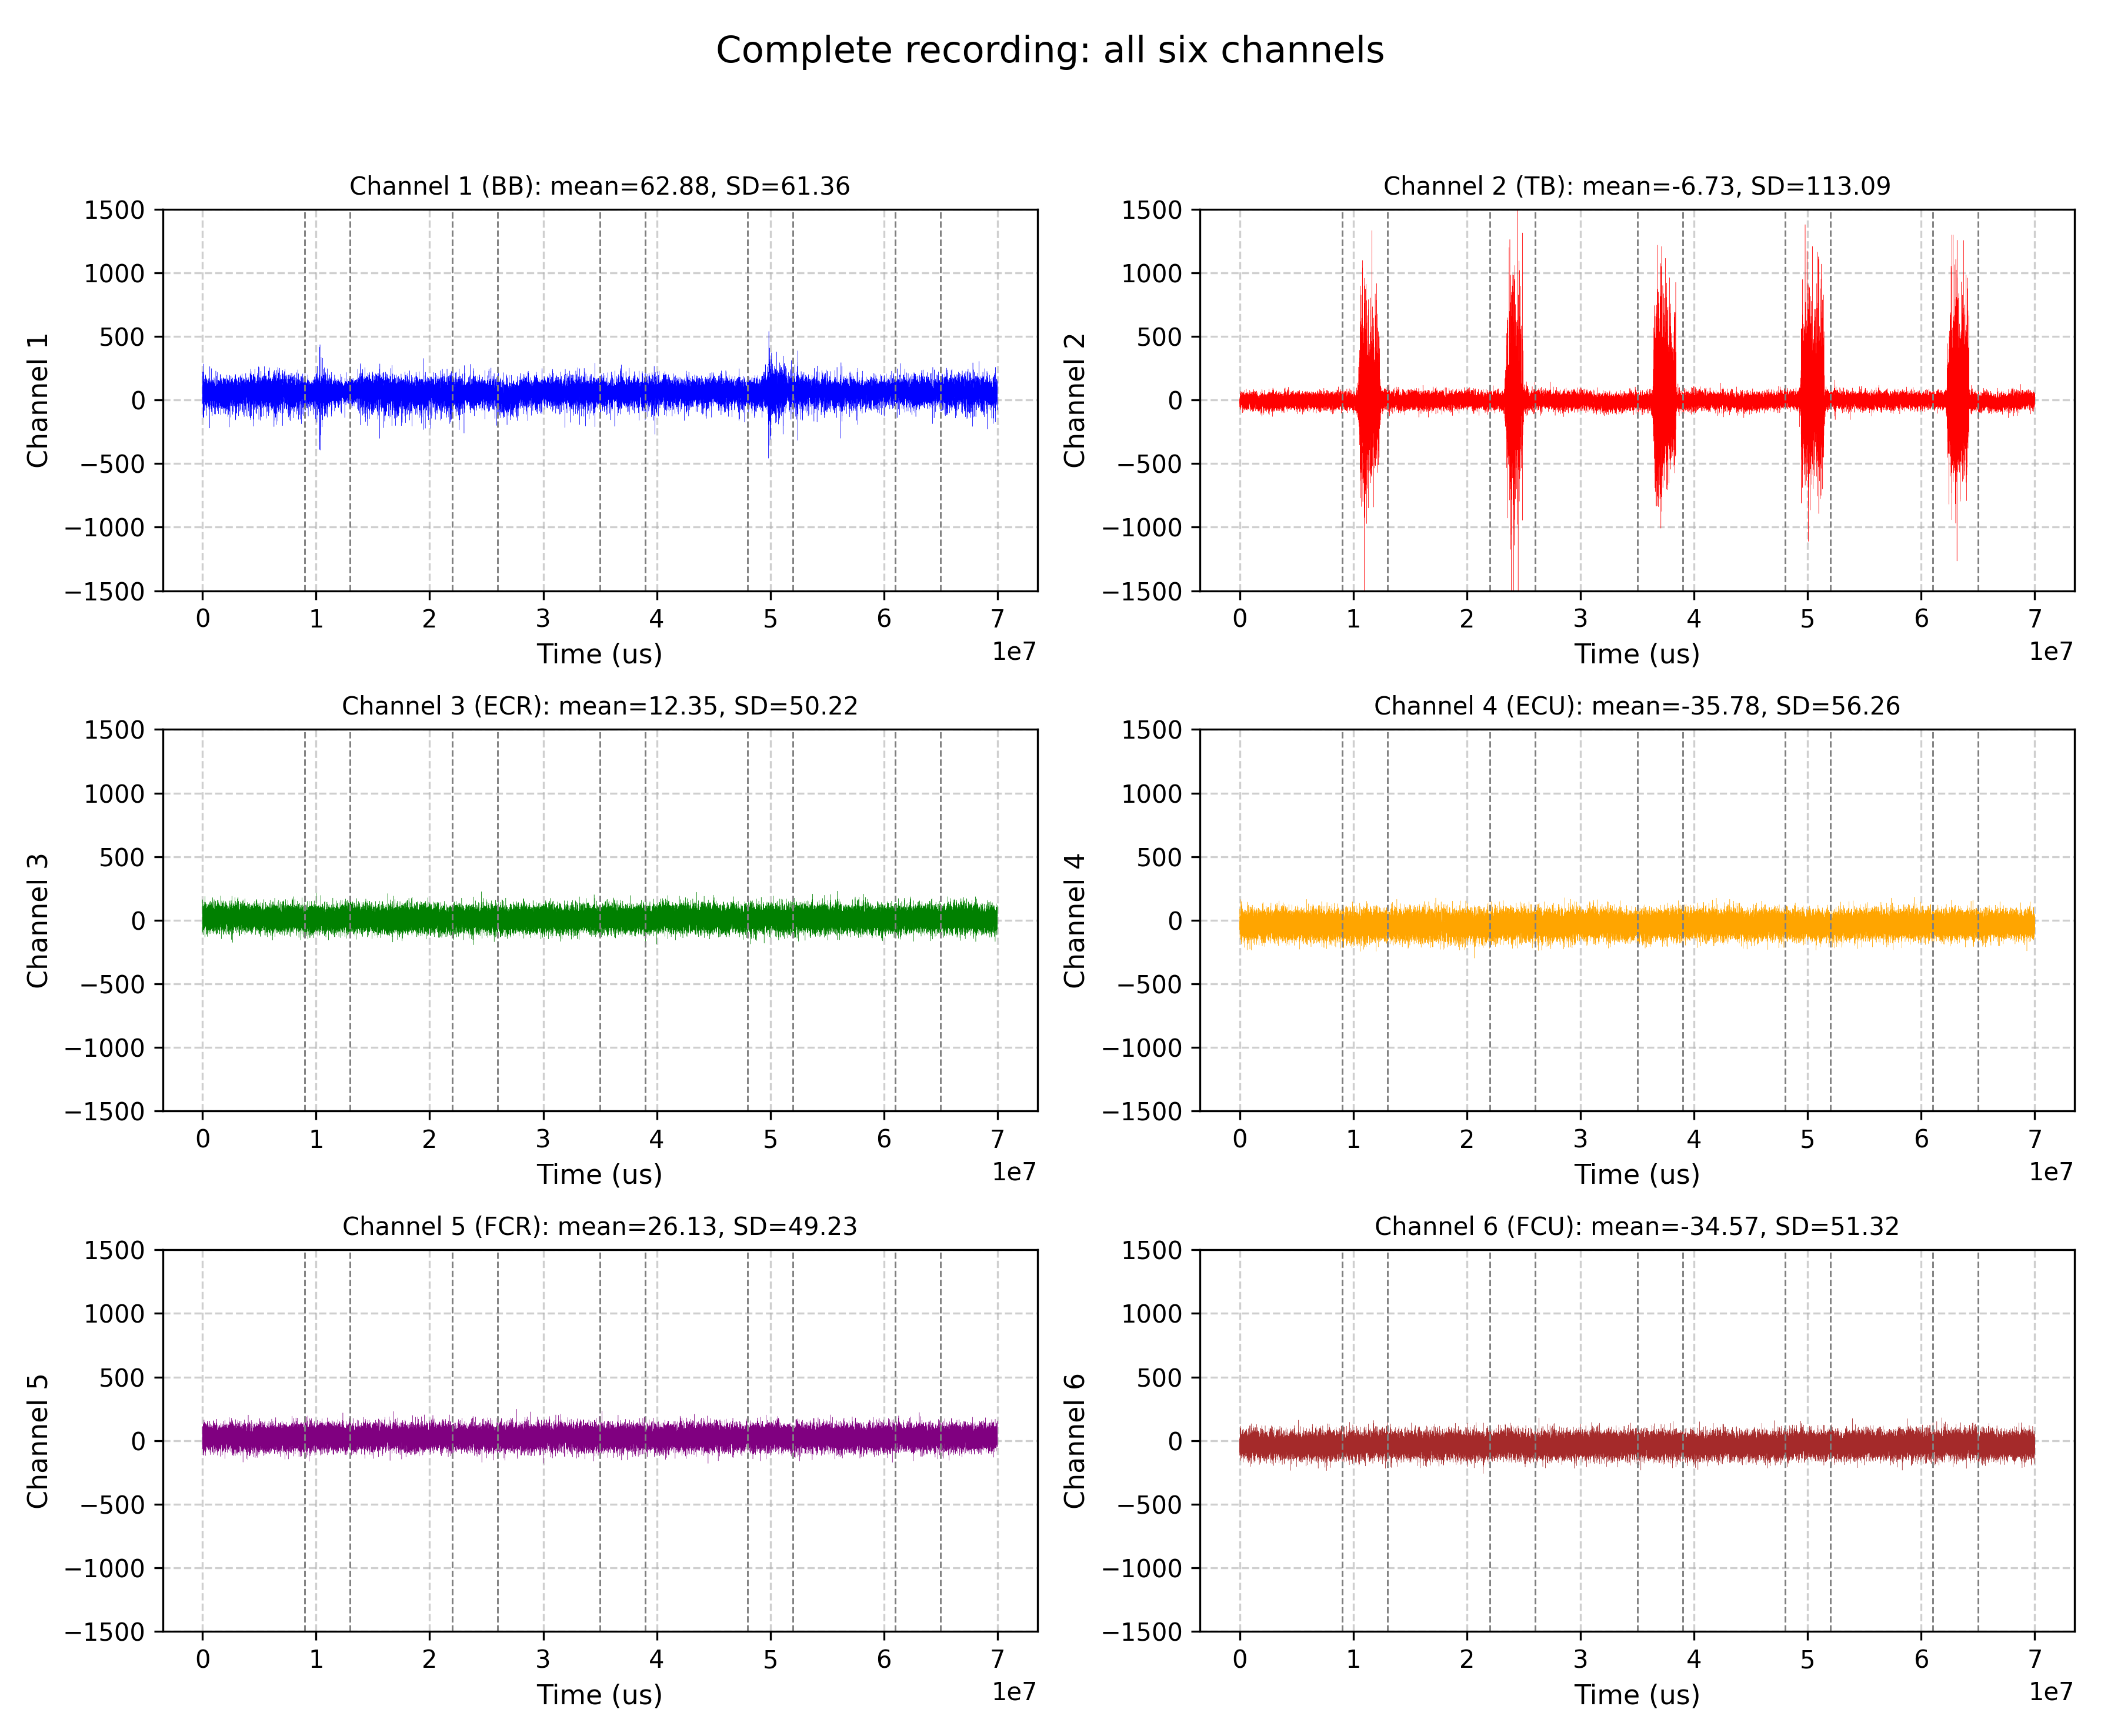 Complete recording: all six channels
Channel 1 (BB): mean=62.88, SD=61.36
Channel 1
1500
1000
500
0
−500
−1000
−1500
0 1 2 3 4 5 6 7
Time (us)
1e7
Channel 2 (TB): mean=-6.73, SD=113.09
Channel 2
1500
1000
500
0
−500
−1000
−1500
0 1 2 3 4 5 6 7
Time (us)
1e7
Channel 3 (ECR): mean=12.35, SD=50.22
Channel 3
1500
1000
500
0
−500
−1000
−1500
0 1 2 3 4 5 6 7
Time (us)
1e7
Channel 4 (ECU): mean=-35.78, SD=56.26
Channel 4
1500
1000
500
0
−500
−1000
−1500
0 1 2 3 4 5 6 7
Time (us)
1e7
Channel 5 (FCR): mean=26.13, SD=49.23
Channel 5
1500
1000
500
0
−500
−1000
−1500
0 1 2 3 4 5 6 7
Time (us)
1e7
Channel 6 (FCU): mean=-34.57, SD=51.32
Channel 6
1500
1000
500
0
−500
−1000
−1500
0 1 2 3 4 5 6 7
Time (us)
1e7